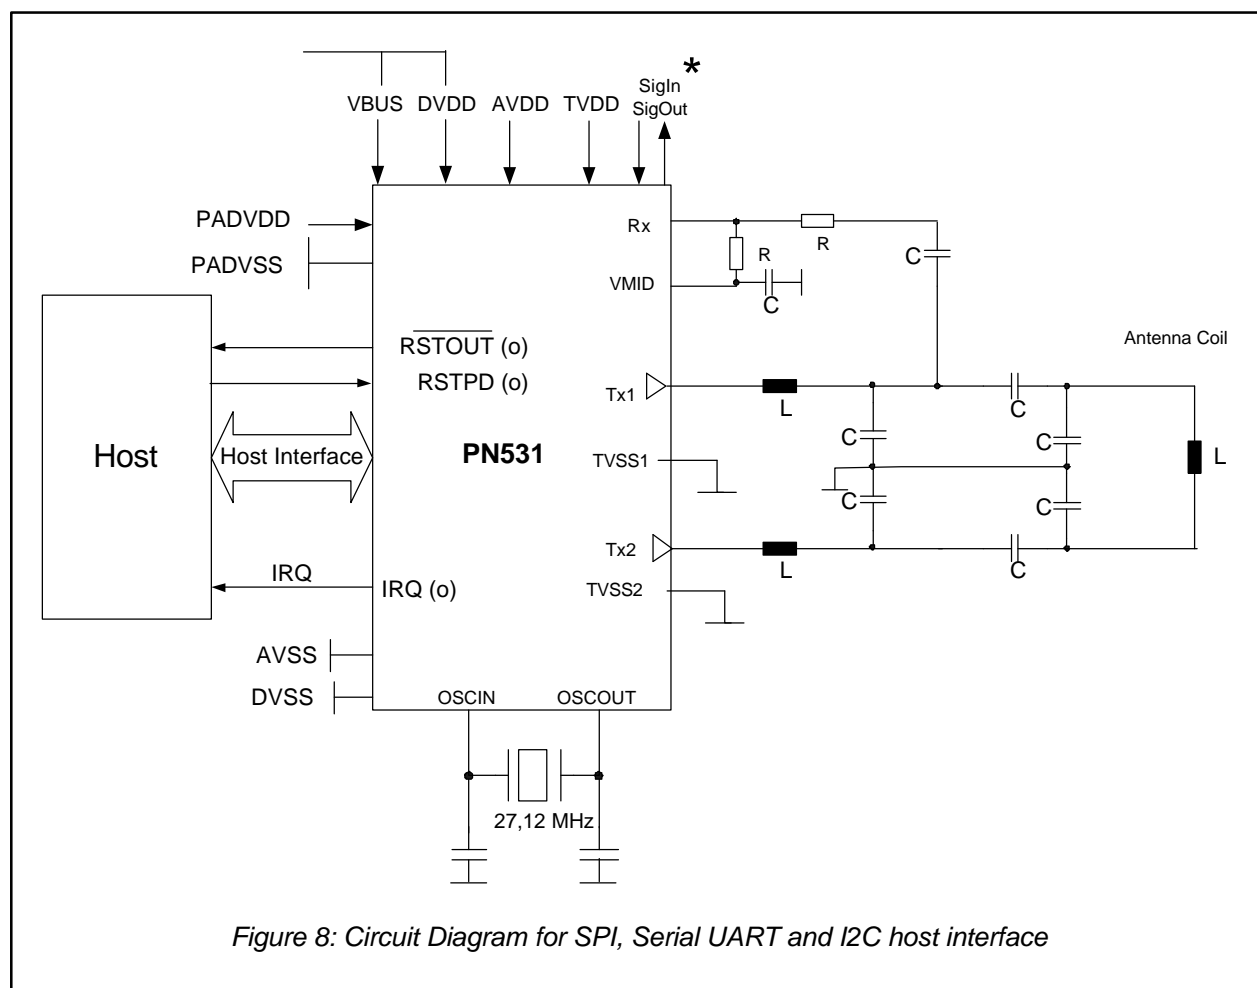 *
SigIn
SigOut
VBUS DVDD AVDD TVDD
PADVDD
PADVSS
Rx
R
R
C
VMID
C
Antenna Coil
RSTOUT (o)
RSTPD (o)
Tx1
L
C
Host
Host Interface
PN531
TVSS1
C
C
L
C
C
Tx2
L
C
IRQ
IRQ (o)
TVSS2
AVSS
DVSS
OSCIN
OSCOUT
27,12 MHz
Figure 8: Circuit Diagram for SPI, Serial UART and I2C host interface